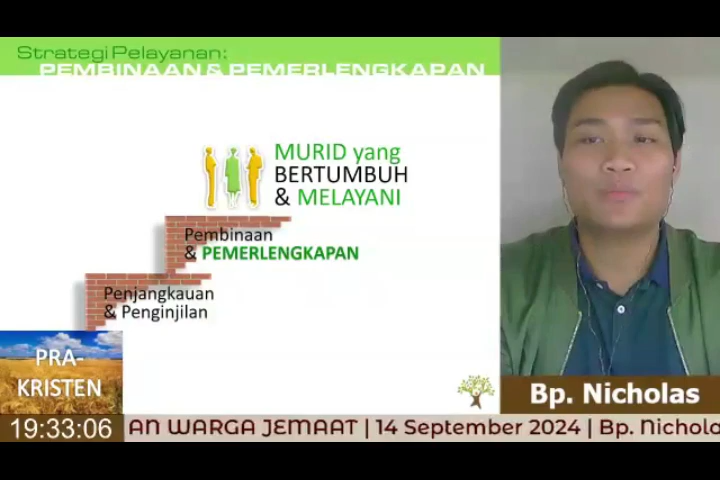 Strategi Pelayanan:
PEMBINAAN & PEMERLENGKAPAN
MURID yang
BERTUMBUH
& MELAYANI
Pembinaan
& PEMERLENGKAPAN
Penjangkauan
& Penginjilan
PRA-
KRISTEN
Bp. Nicholas
19:33:06
AN WARGA JEMAAT | 14 September 2024 | Bp. Nichola